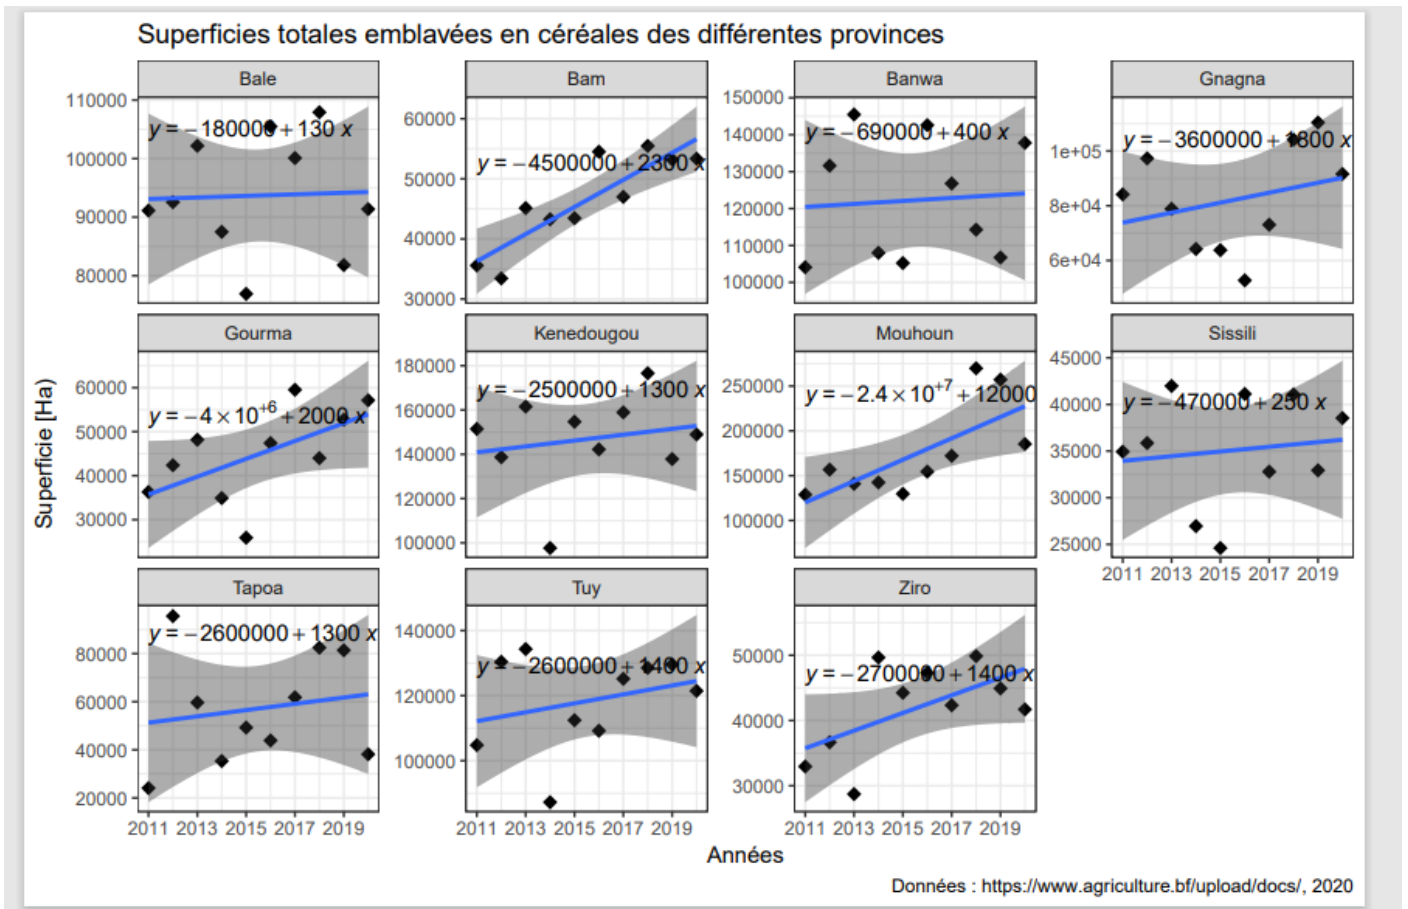 Superficies totales emblavées en céréales des différentes provinces
Bale Bam Banwa Gnagna
110000
100000
90000
80000
y = −180000 + 130 x
60000
50000
40000
30000
y = −4500000 + 2300 x
150000
140000
130000
120000
110000
100000
y = −690000 + 400 x
1e+05
8e+04
6e+04
y = −3600000 + 1800 x
Gourma Kenedougou Mouhoun Sissili
60000
50000
40000
30000
y = −4 × 10⁺⁶ + 2000 x
180000
160000
140000
120000
100000
y = −2500000 + 1300 x
250000
200000
150000
100000
y = −2.4 × 10⁺⁷ + 12000
45000
40000
35000
30000
25000
y = −470000 + 250 x
2011 2013 2015 2017 2019
Superficie [Ha)
Tapoa Tuy Ziro
80000
60000
40000
20000
y = −2600000 + 1300 x
140000
120000
100000
y = −2600000 + 1400 x
50000
40000
30000
y = −2700000 + 1400 x
2011 2013 2015 2017 2019 2011 2013 2015 2017 2019 2011 2013 2015 2017 2019
Années
Données : https://www.agriculture.bf/upload/docs/, 2020